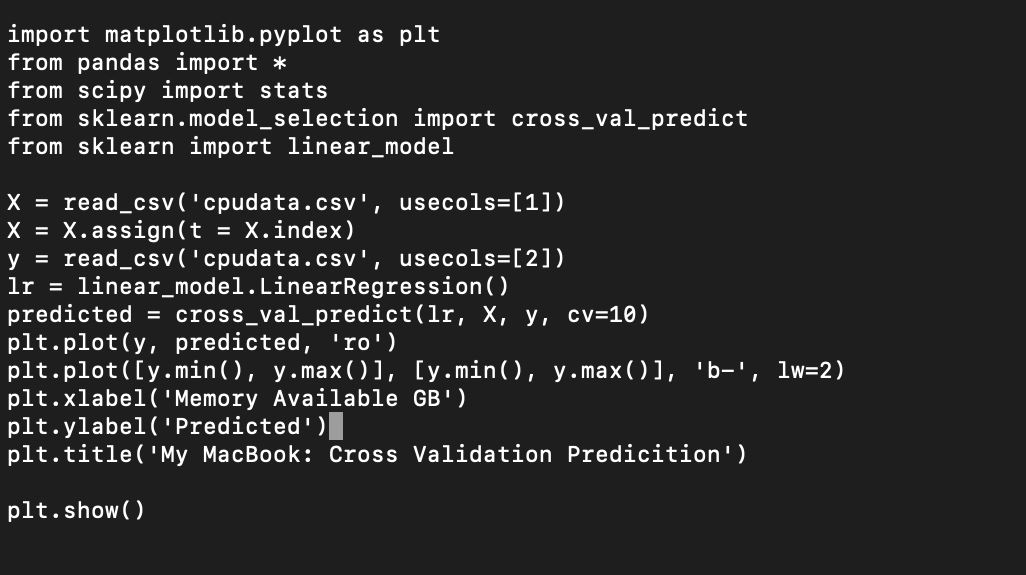 import matplotlib.pyplot as plt
from pandas import *
from scipy import stats
from sklearn.model_selection import cross_val_predict
from sklearn import linear_model
X = read_csv('cpudata.csv', usecols=[1])
X = X.assign(t = X.index)
y = read_csv('cpudata.csv', usecols=[2])
lr = linear_model.LinearRegression()
predicted = cross_val_predict(lr, X, y, cv=10)
plt.plot(y, predicted, 'ro')
plt.plot([y.min(), y.max()], [y.min(), y.max()], 'b-', lw=2)
plt.xlabel('Memory Available GB')
plt.ylabel('Predicted')
plt.title('My MacBook: Cross Validation Predicition')
plt.show()